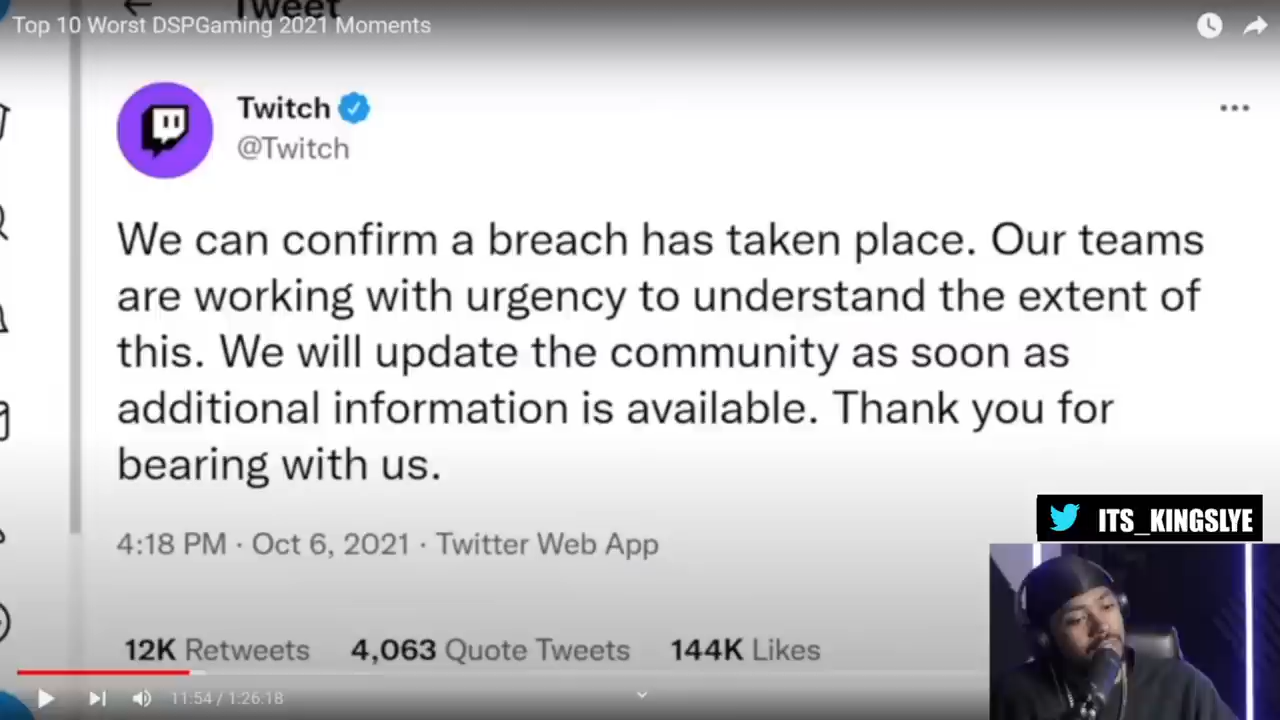 Tweet
Top 10 Worst DSPGaming 2021 Moments
Twitch
@Twitch
We can confirm a breach has taken place. Our teams
are working with urgency to understand the extent of
this. We will update the community as soon as
additional information is available. Thank you for
bearing with us.
4:18 PM · Oct 6, 2021 · Twitter Web App
ITS_KINGSLYE
12K Retweets 4,063 Quote Tweets 144K Likes
11:54 / 1:26:18